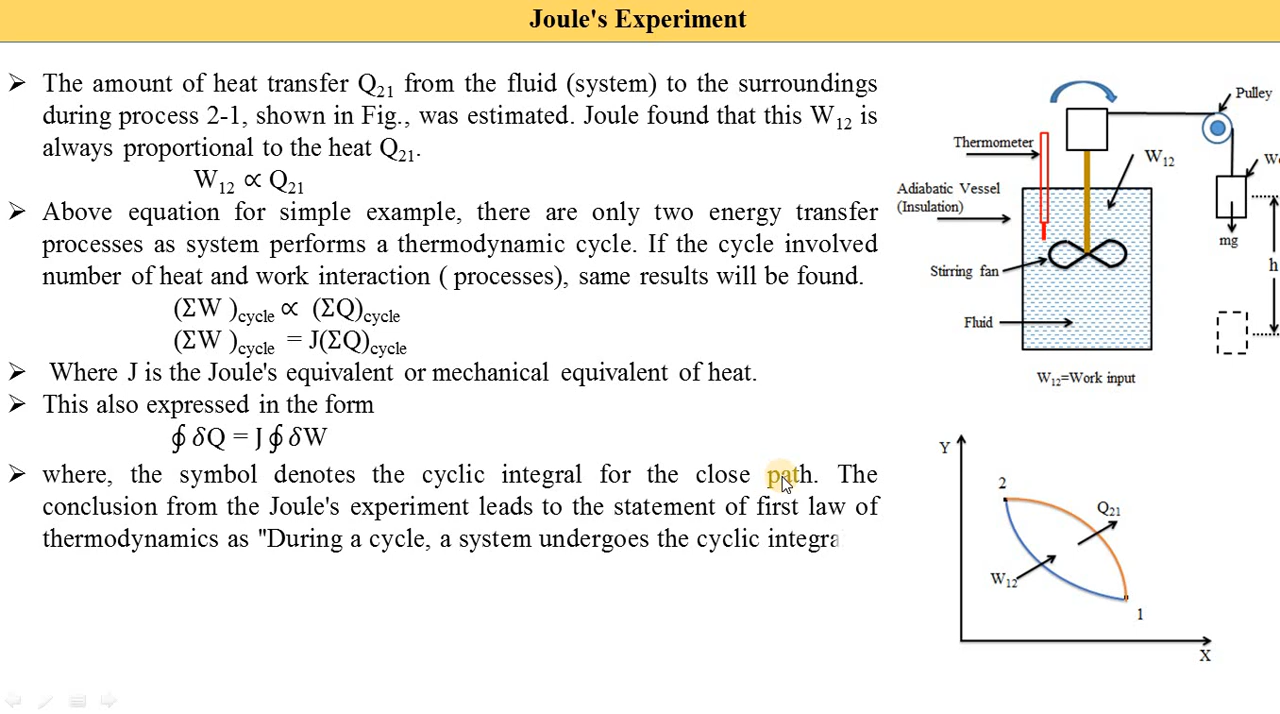 Joule's Experiment
➢ The amount of heat transfer Q₂₁ from the fluid (system) to the surroundings
during process 2-1, shown in Fig., was estimated. Joule found that this W₁₂ is
always proportional to the heat Q₂₁.
W₁₂ ∝ Q₂₁
➢ Above equation for simple example, there are only two energy transfer
processes as system performs a thermodynamic cycle. If the cycle involved
number of heat and work interaction ( processes), same results will be found.
(ΣW )cycle ∝ (ΣQ)cycle
(ΣW )cycle = J(ΣQ)cycle
➢ Where J is the Joule's equivalent or mechanical equivalent of heat.
➢ This also expressed in the form
∮ δQ = J∮ δW
➢ where, the symbol denotes the cyclic integral for the close path. The
conclusion from the Joule's experiment leads to the statement of first law of
thermodynamics as "During a cycle, a system undergoes the cyclic integra
Pulley
Thermometer
W₁₂
Adiabatic Vessel
(Insulation)
mg
h
Stirring fan
Fluid
W₁₂=Work input
Y
2
Q₂₁
W₁₂
1
X